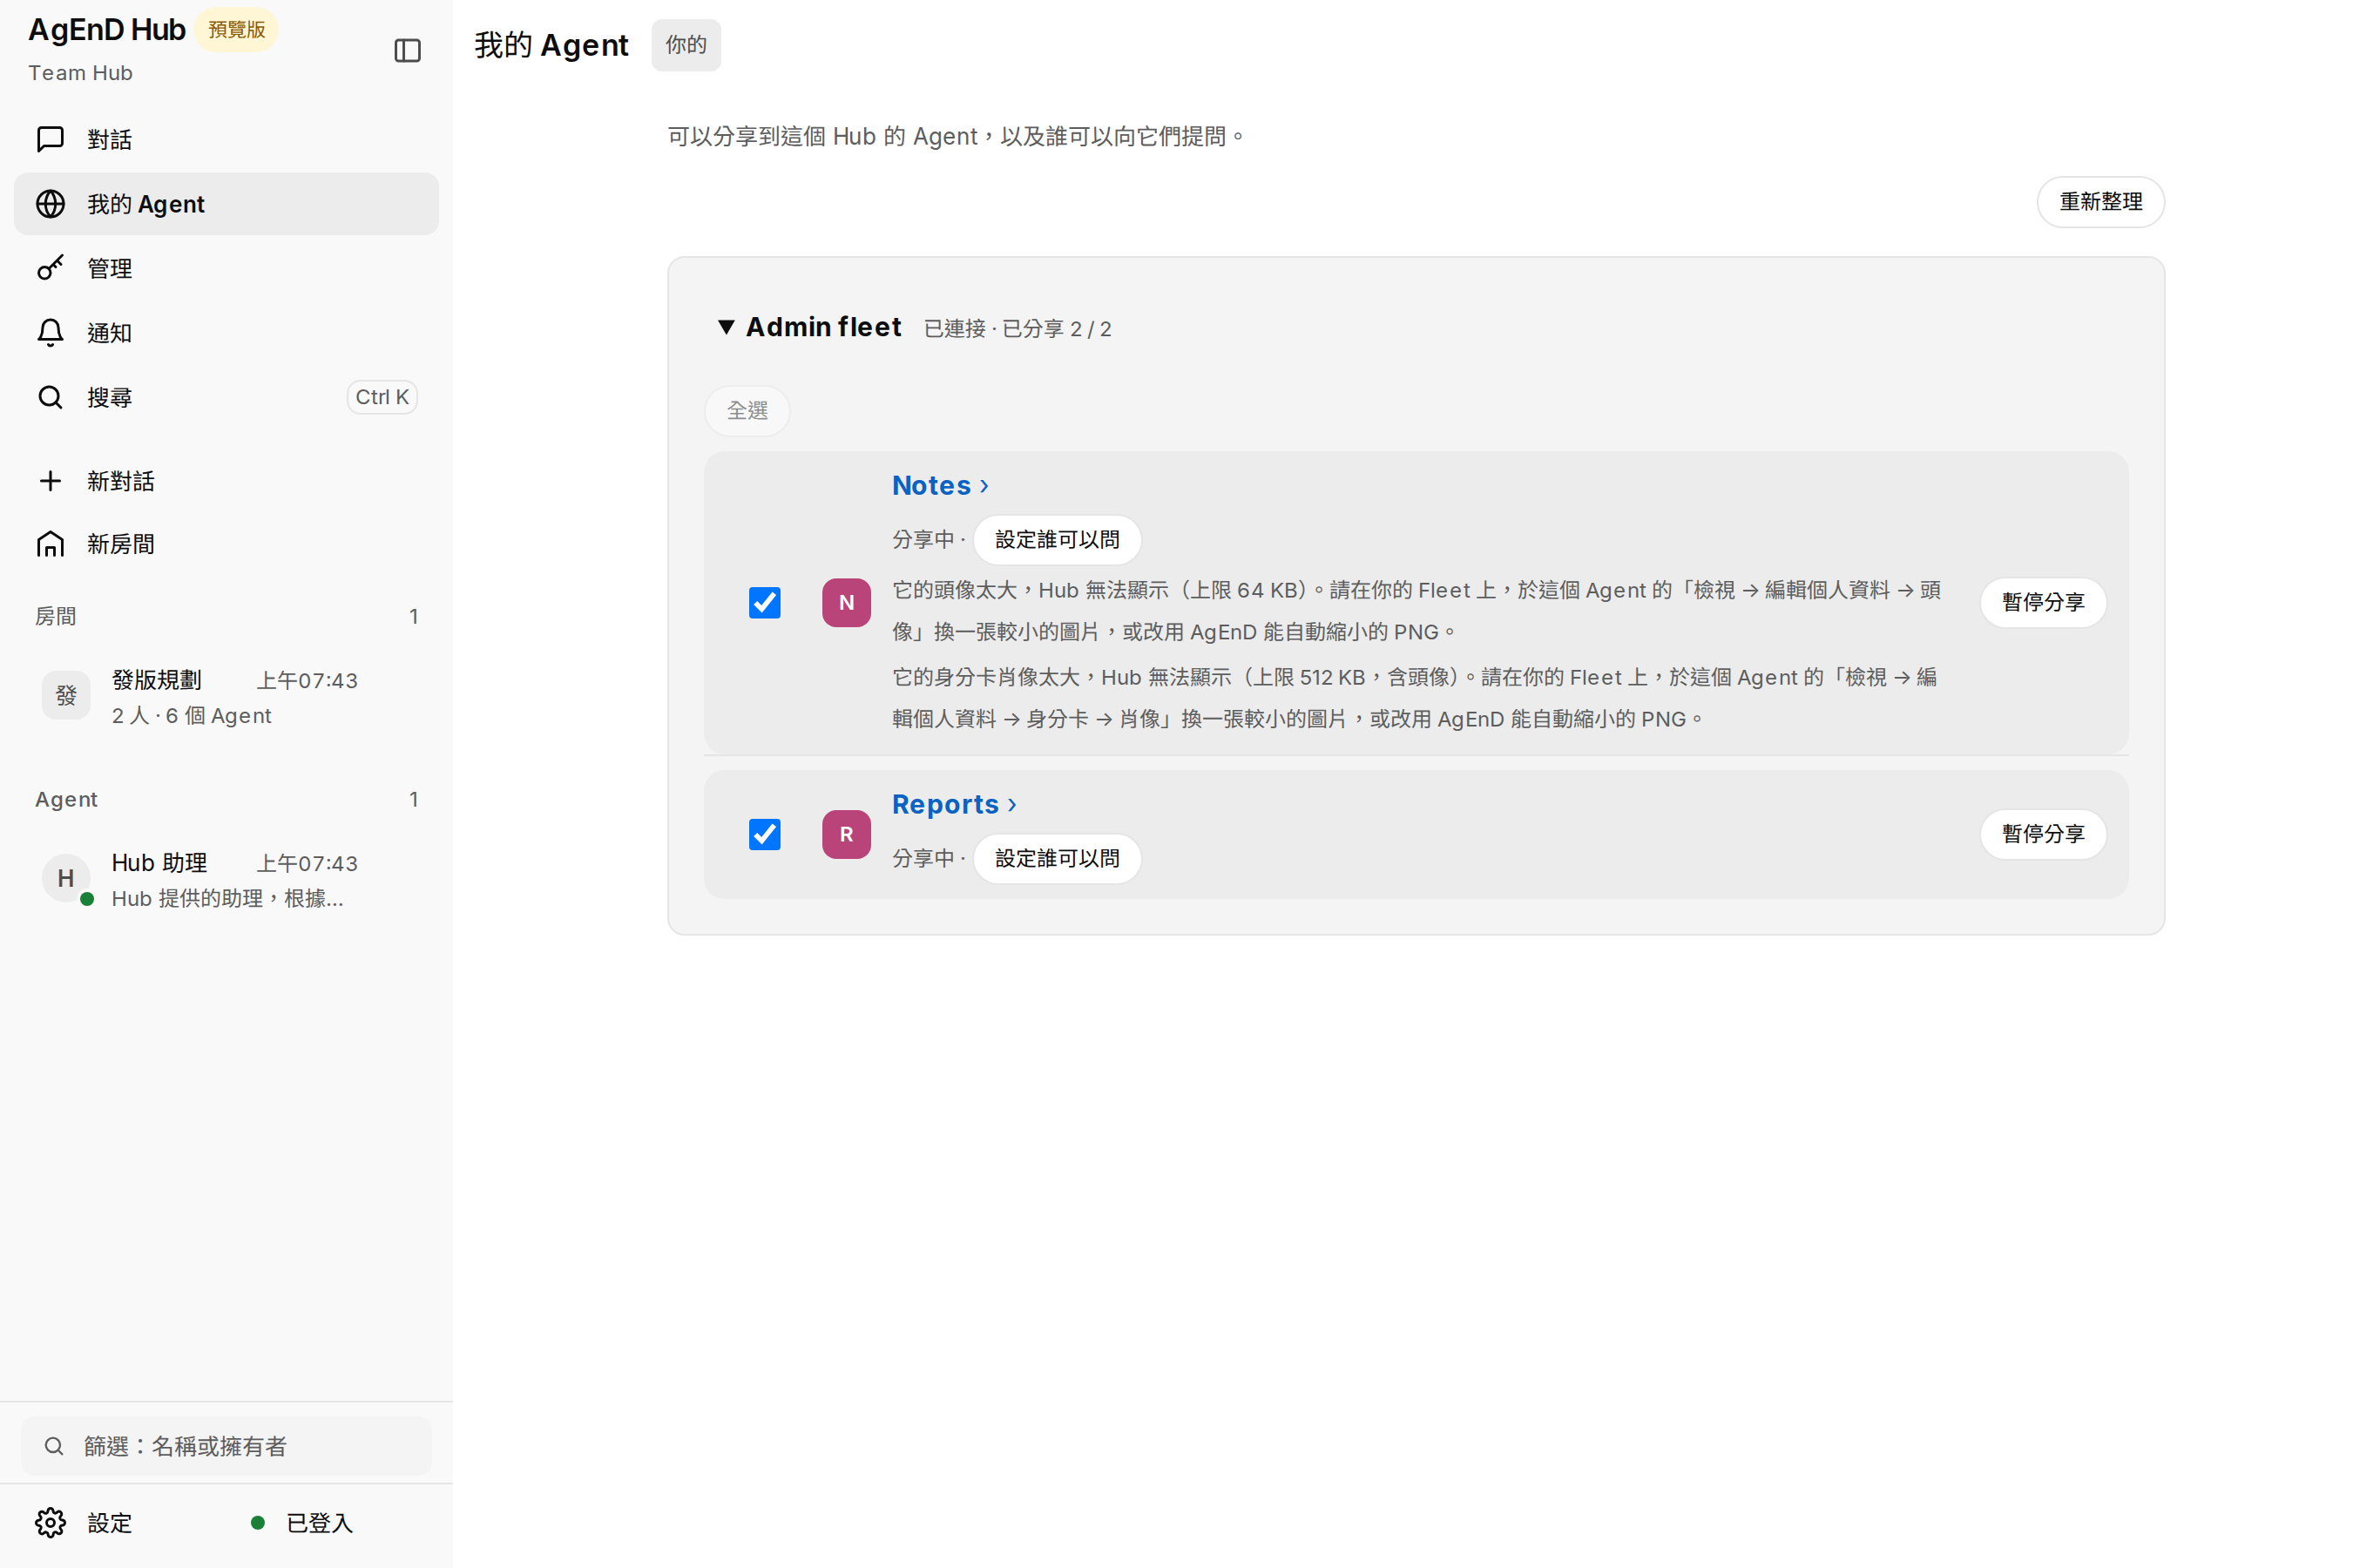 AgEnD Hub 預覽版
Team Hub
對話
我的 Agent
管理
通知
搜尋 Ctrl K
新對話
新房間
房間 1
發 發版規劃 上午07:43
2 人 · 6 個 Agent
Agent 1
H Hub 助理 上午07:43
Hub 提供的助理，根據...
篩選：名稱或擁有者
設定 已登入
我的 Agent 你的
可以分享到這個 Hub 的 Agent，以及誰可以向它們提問。
重新整理
▼ Admin fleet 已連接 · 已分享 2 / 2
全選
Notes ›
分享中 · 設定誰可以問
N
它的頭像太大，Hub 無法顯示（上限 64 KB）。請在你的 Fleet 上，於這個 Agent 的「檢視 → 編輯個人資料 → 頭
像」換一張較小的圖片，或改用 AgEnD 能自動縮小的 PNG。
它的身分卡肖像太大，Hub 無法顯示（上限 512 KB，含頭像）。請在你的 Fleet 上，於這個 Agent 的「檢視 → 編
輯個人資料 → 身分卡 → 肖像」換一張較小的圖片，或改用 AgEnD 能自動縮小的 PNG。
暫停分享
Reports ›
R
分享中 · 設定誰可以問
暫停分享